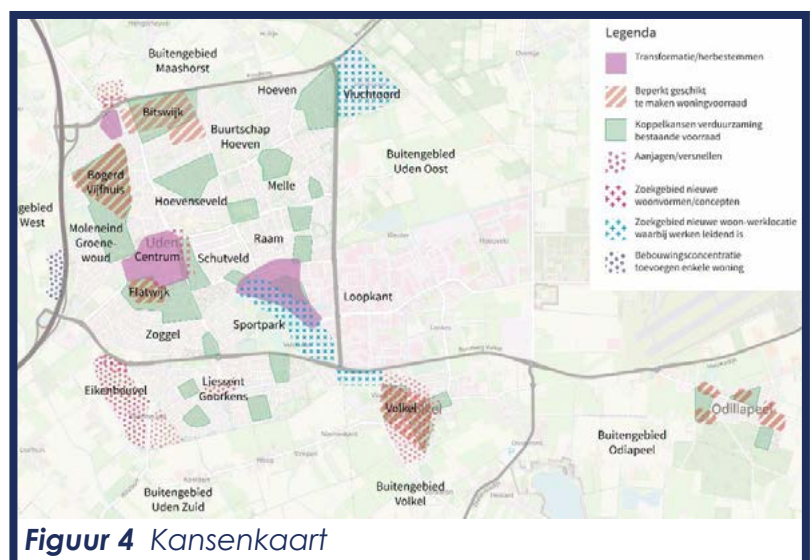 Buitengebied
Maashorst
Hoeven
Vluchtoord
Bitswijk
Buurtschap
Hoeven
Buitengebied
Uden Oost
Bogerd
Vijfhuis
gebied
West
Hoevenseveld
Melle
Moleneind
Groene-
woud
Uden
Centrum
Raam
Schutveld
Flatwijk
Loopkant
Sportpark
Zoggel
Eikenheuvel
Liessent
Goorkens
Volkel
Odiliapeel
Buitengebied
Odiapeel
Buitengebied
Uden Zuid
Buitengebied
Volkel
Legenda
Transformatie/herbestemmen
Beperkt geschikt
te maken woningvoorraad
Koppelkansen verduurzaming
bestaande voorraad
Aanjagen/versnellen
Zoekgebied nieuwe
woonvormen/concepten
Zoekgebied nieuwe woon-werklocatie
waarbij werken leidend is
Bebouwingsconcentratie
toevoegen enkele woning
Figuur 4 Kansenkaart